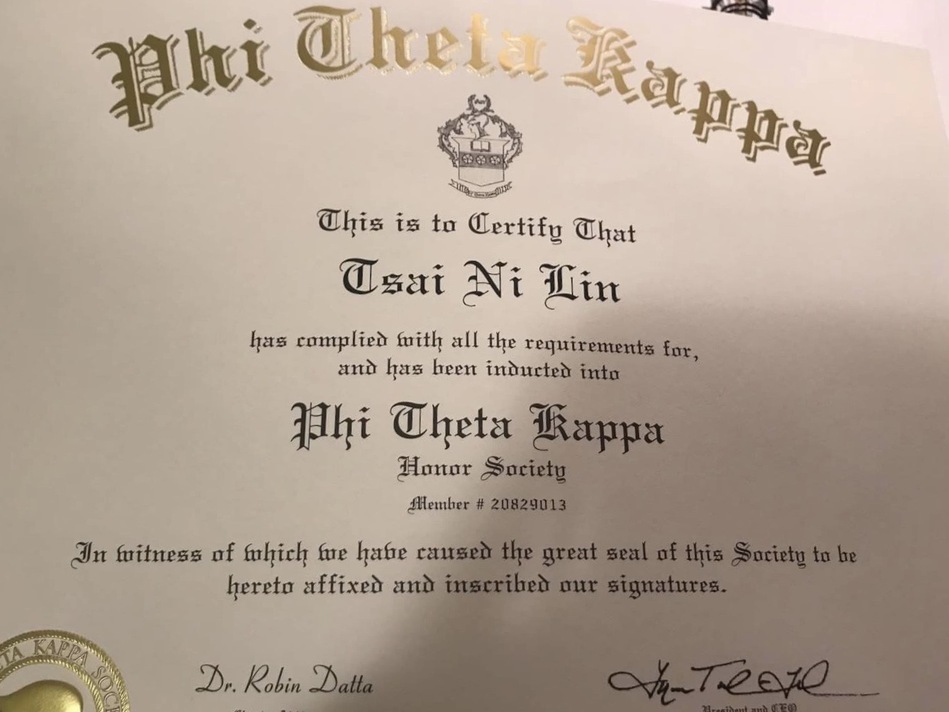 Phi Theta Kappa
This is to Certify That
Tsai Ni Lin
has complied with all the requirements for,
and has been inducted into
Phi Theta Kappa
Honor Society
Member # 20829013
In witness of which we have caused the great seal of this Society to be
hereto affixed and inscribed our signatures.
TA KAPPA SOC
Dr. Robin Datta
President and CEO